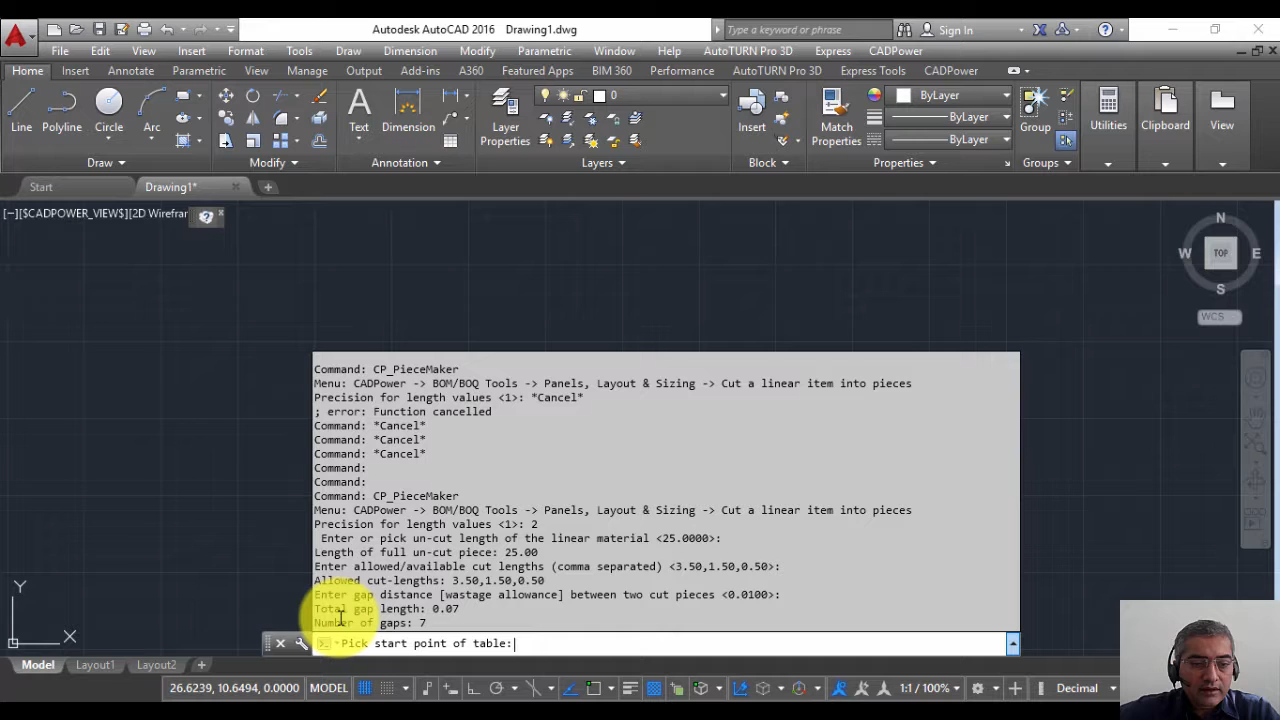 Autodesk AutoCAD 2016 Drawing1.dwg
Type a keyword or phrase
Sign In
File Edit View Insert Format Tools Draw Dimension Modify Parametric Window Help AutoTURN Pro 3D Express CADPower
Home Insert Annotate Parametric View Manage Output Add-ins A360 Featured Apps BIM 360 Performance AutoTURN Pro 3D Express Tools CADPower
0
ByLayer
ByLayer
ByLayer
Line Polyline Circle Arc
Text Dimension
Layer Properties
Insert
Match Properties
Group
Utilities
Clipboard
View
Draw Modify Annotation Layers Block Properties Groups
Start Drawing1*
[−][$CADPOWER_VIEW$][2D Wirefram
N
W TOP E
S
WCS
Command: CP_PieceMaker
Menu: CADPower -> BOM/BOQ Tools -> Panels, Layout & Sizing -> Cut a linear item into pieces
Precision for length values <1>: *Cancel*
; error: Function cancelled
Command: *Cancel*
Command: *Cancel*
Command: *Cancel*
Command:
Command:
Command: CP_PieceMaker
Menu: CADPower -> BOM/BOQ Tools -> Panels, Layout & Sizing -> Cut a linear item into pieces
Precision for length values <1>: 2
Enter or pick un-cut length of the linear material <25.0000>:
Length of full un-cut piece: 25.00
Enter allowed/available cut lengths (comma separated) <3.50,1.50,0.50>:
Allowed cut-lengths: 3.50,1.50,0.50
Enter gap distance [wastage allowance] between two cut pieces <0.0100>:
Total gap length: 0.07
Number of gaps: 7
Pick start point of table:
Y
X
Model Layout1 Layout2 +
26.6239, 10.6494, 0.0000 MODEL 1:1 / 100% Decimal